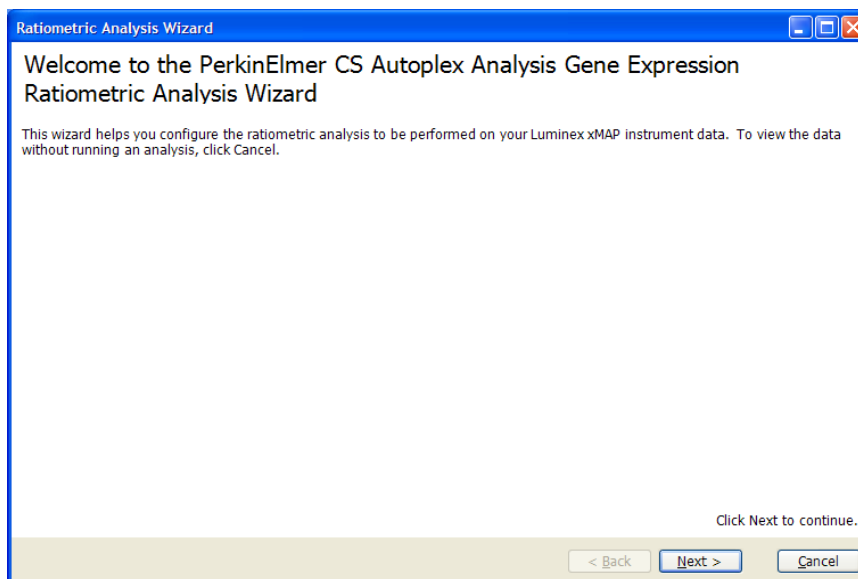 Ratiometric Analysis Wizard
Welcome to the PerkinElmer CS Autoplex Analysis Gene Expression
Ratiometric Analysis Wizard
This wizard helps you configure the ratiometric analysis to be performed on your Luminex xMAP instrument data. To view the data
without running an analysis, click Cancel.
Click Next to continue.
< Back Next > Cancel